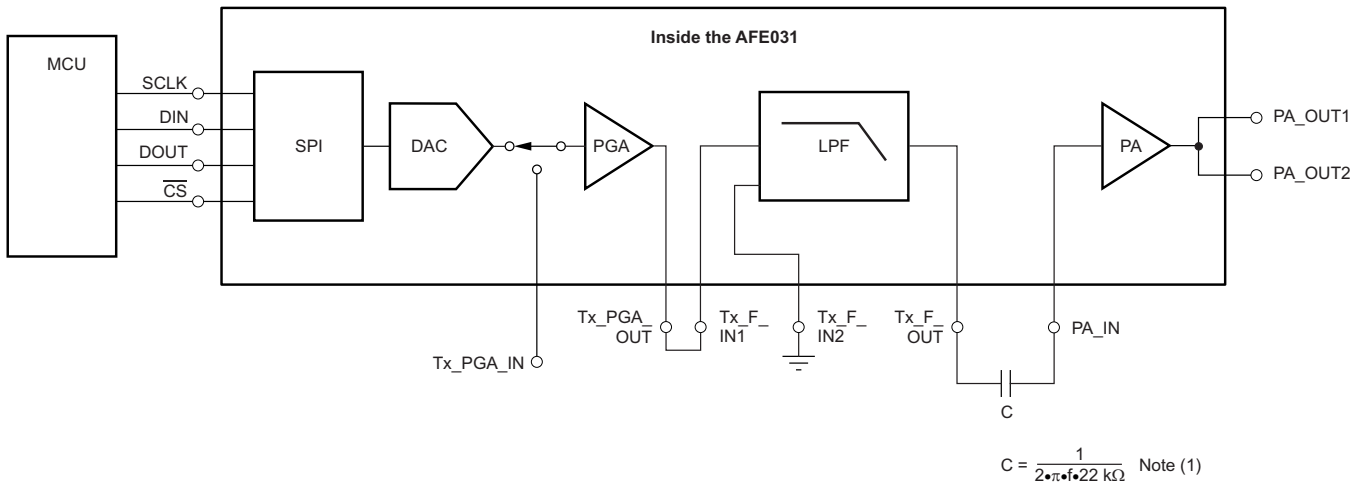 Inside the AFE031
MCU
SCLK
DIN
DOUT
CS
SPI
DAC
PGA
LPF
PA
PA_OUT1
PA_OUT2
Tx_PGA_IN
Tx_PGA_
OUT
Tx_F_
IN1
Tx_F_
IN2
Tx_F_
OUT
PA_IN
C
C = 1
2•π•f•22 kΩ Note (1)